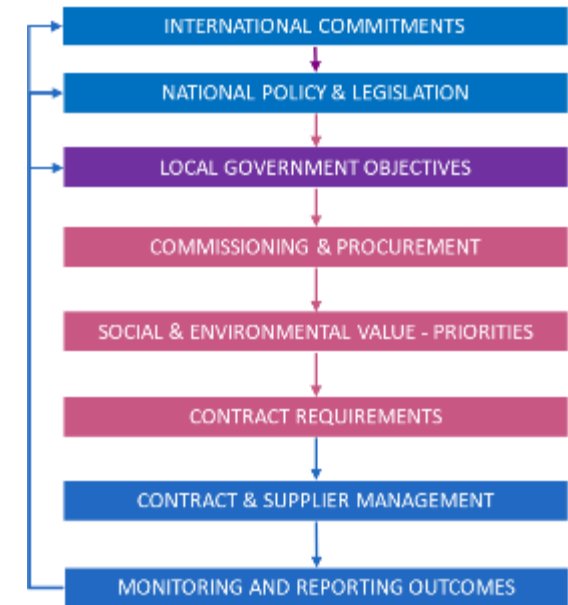 INTERNATIONAL COMMITMENTS
NATIONAL POLICY & LEGISLATION
LOCAL GOVERNMENT OBJECTIVES
COMMISSIONING & PROCUREMENT
SOCIAL & ENVIRONMENTAL VALUE - PRIORITIES
CONTRACT REQUIREMENTS
CONTRACT & SUPPLIER MANAGEMENT
MONITORING AND REPORTING OUTCOMES